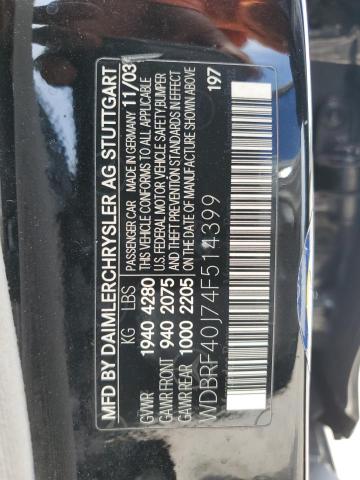 MFD BY DAIMLERCHRYSLER AG STUTTGART
PASSENGER CAR MADE IN GERMANY 11/03
KG LBS THIS VEHICLE CONFORMS TO ALL APPLICABLE
GVWR 1940 4280 U.S. FEDERAL MOTOR VEHICLE SAFETY, BUMPER
GAWR FRONT 940 2075 AND THEFT PREVENTION STANDARDS IN EFFECT
GAWR REAR 1000 2205 ON THE DATE OF MANUFACTURE SHOWN ABOVE
197
WDBRF40J74F514399